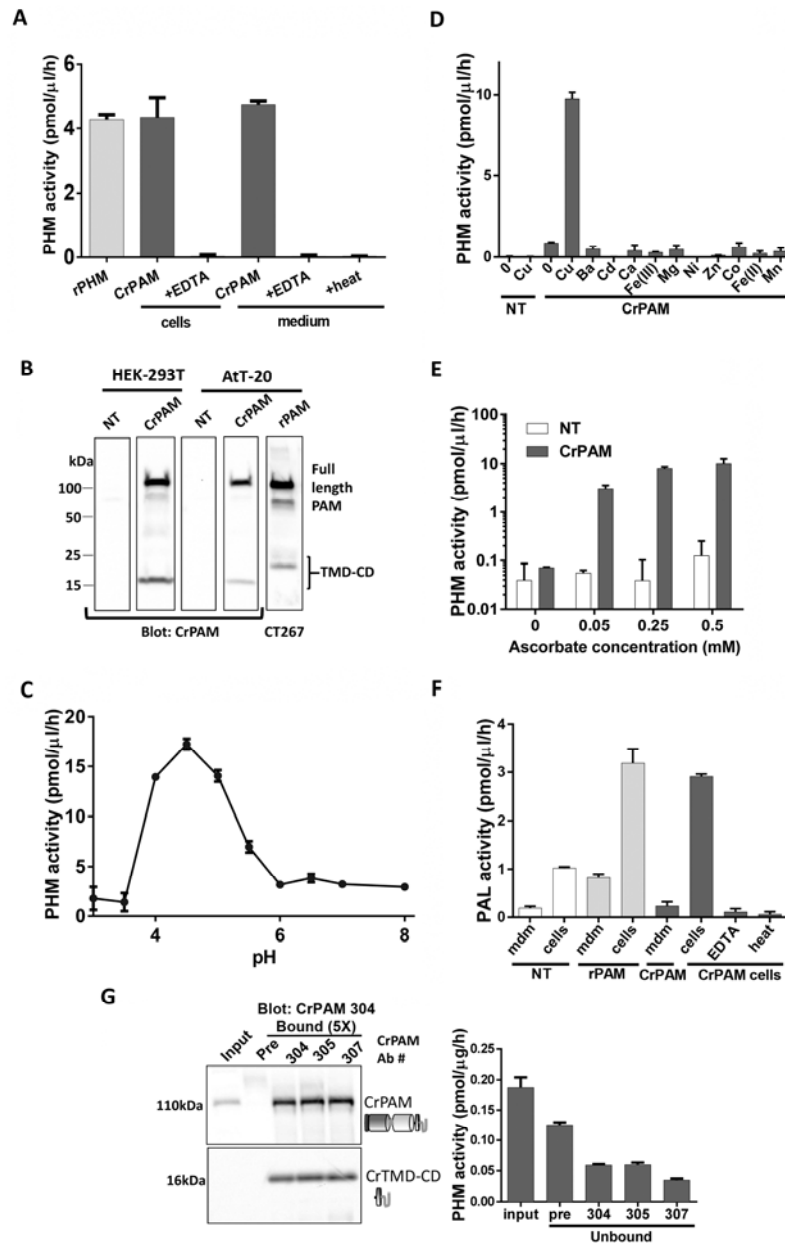 A
PHM activity (pmol/µl/h)
6
4
2
0
rPHM
CrPAM
+EDTA
CrPAM
+EDTA
+heat
cells
medium
B
HEK-293T
AtT-20
NT
CrPAM
NT
CrPAM
rPAM
kDa
100
50
25
15
Full
length
PAM
TMD-CD
Blot: CrPAM
CT267
C
PHM activity (pmol/µl/h)
20
15
10
5
0
4
6
8
pH
D
PHM activity (pmol/µl/h)
10
5
0
0
Cu
0
Cu
Ba
Cd
Ca
Fe(III)
Mg
Ni
Zn
Co
Fe(II)
Mn
NT
CrPAM
E
PHM activity (pmol/µl/h)
100
10
1
0.1
0.01
NT
CrPAM
0
0.05
0.25
0.5
Ascorbate concentration (mM)
F
PAL activity (pmol/µl/h)
4
3
2
1
0
mdm
cells
mdm
cells
mdm
cells
EDTA
heat
NT
rPAM
CrPAM
CrPAM cells
G
Blot: CrPAM 304
Bound (5X)
Input
Pre
304
305
307
CrPAM
Ab #
110kDa
CrPAM
16kDa
CrTMD-CD
PHM activity (pmol/µg/h)
0.20
0.15
0.10
0.05
0.00
input
pre
304
305
307
Unbound